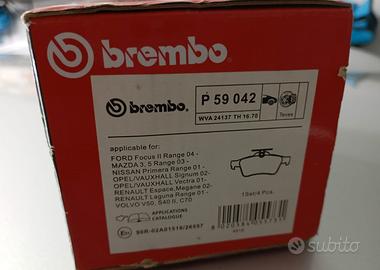 brembo
brembo.
P 59 042
WVA 24137 TH 16.70
Teves
applicable for:
FORD Focus II Range 04 -
MAZDA 3, 5 Range 03 -
NISSAN Primera Range 01 -
OPEL/VAUXHALL Signum 02-
OPEL/VAUXHALL Vectra 01-
RENAULT Espace, Megane 02-
RENAULT Laguna Range 01-
VOLVO V50, S40 II, C70
1Set/4 Pcs.
APPLICATIONS
CATALOGUE
subito